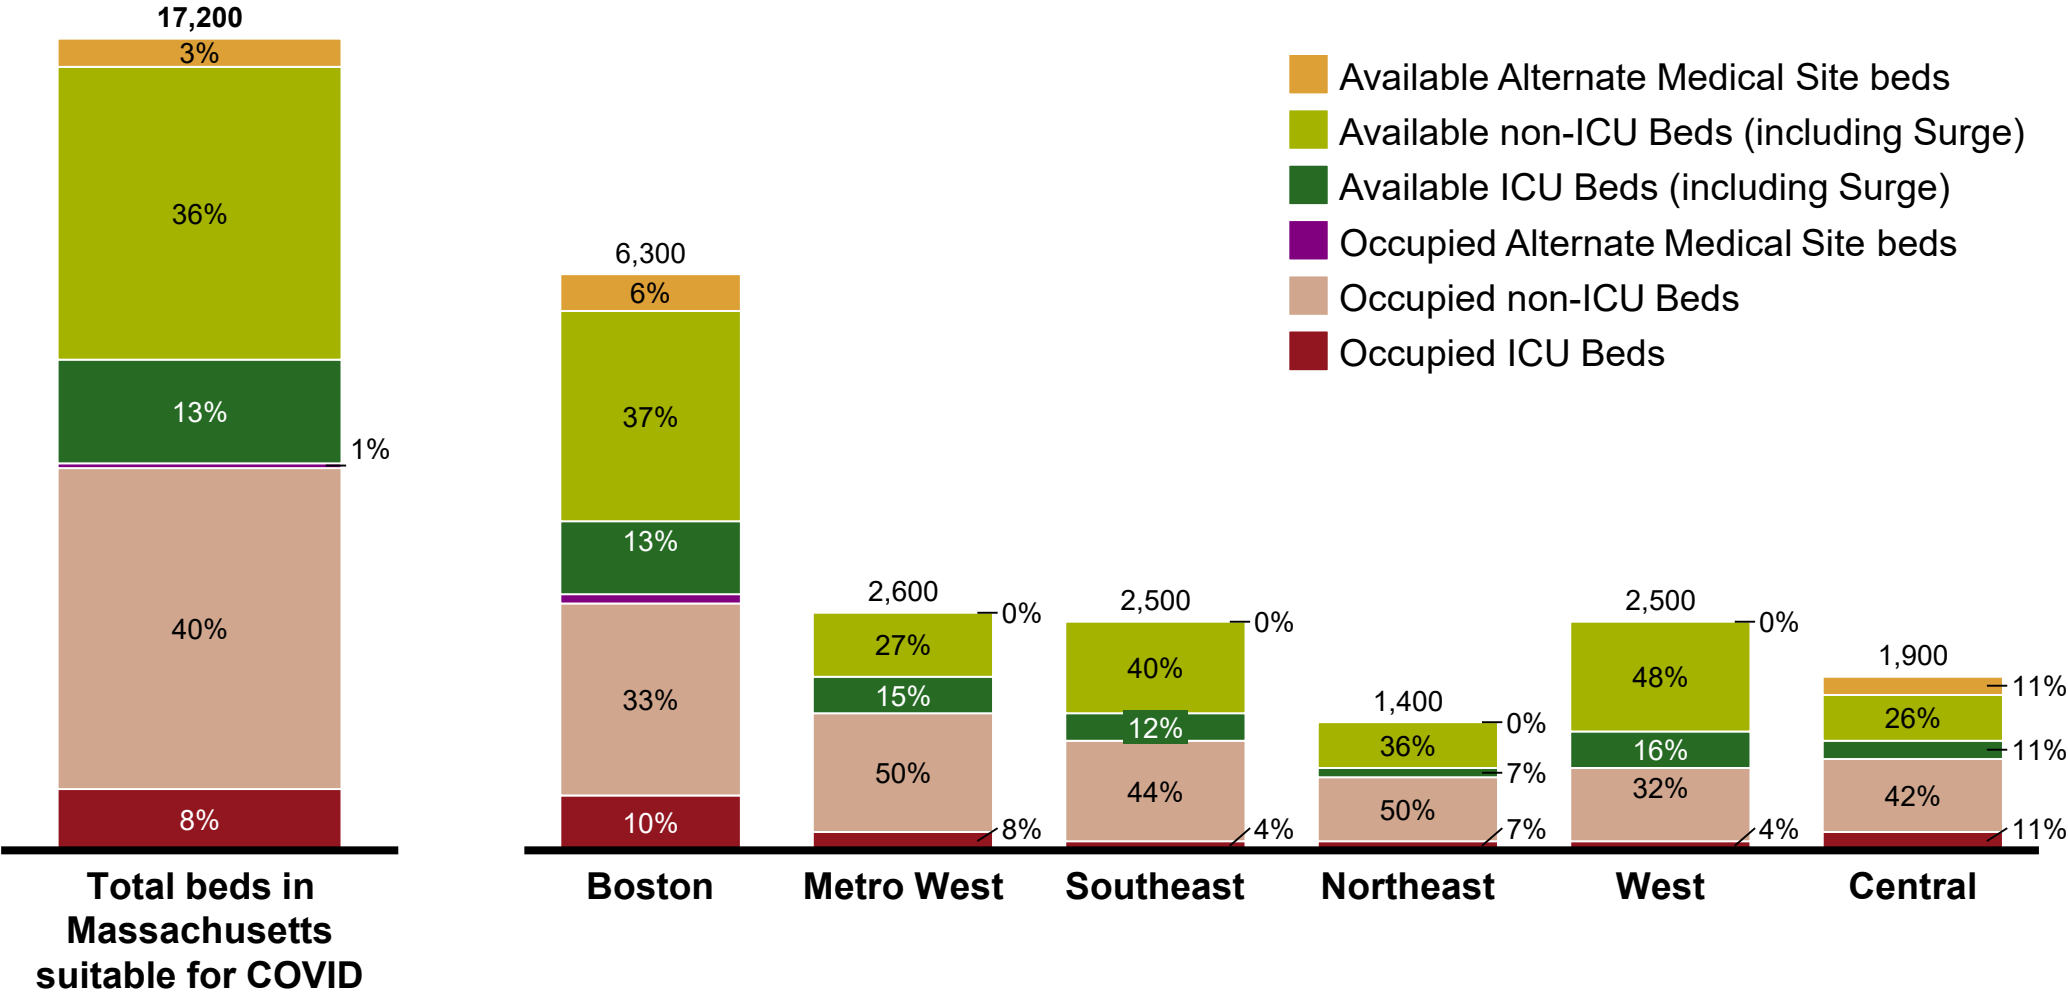 17,200
3%
36%
13%
1%
40%
8%
Total beds in
Massachusetts
suitable for COVID
6,300
6%
37%
13%
33%
10%
Boston
2,600
0%
27%
15%
50%
8%
Metro West
2,500
0%
40%
12%
44%
4%
Southeast
1,400
0%
36%
7%
50%
7%
Northeast
2,500
0%
48%
16%
32%
4%
West
1,900
11%
26%
11%
42%
11%
Central
Available Alternate Medical Site beds
Available non-ICU Beds (including Surge)
Available ICU Beds (including Surge)
Occupied Alternate Medical Site beds
Occupied non-ICU Beds
Occupied ICU Beds